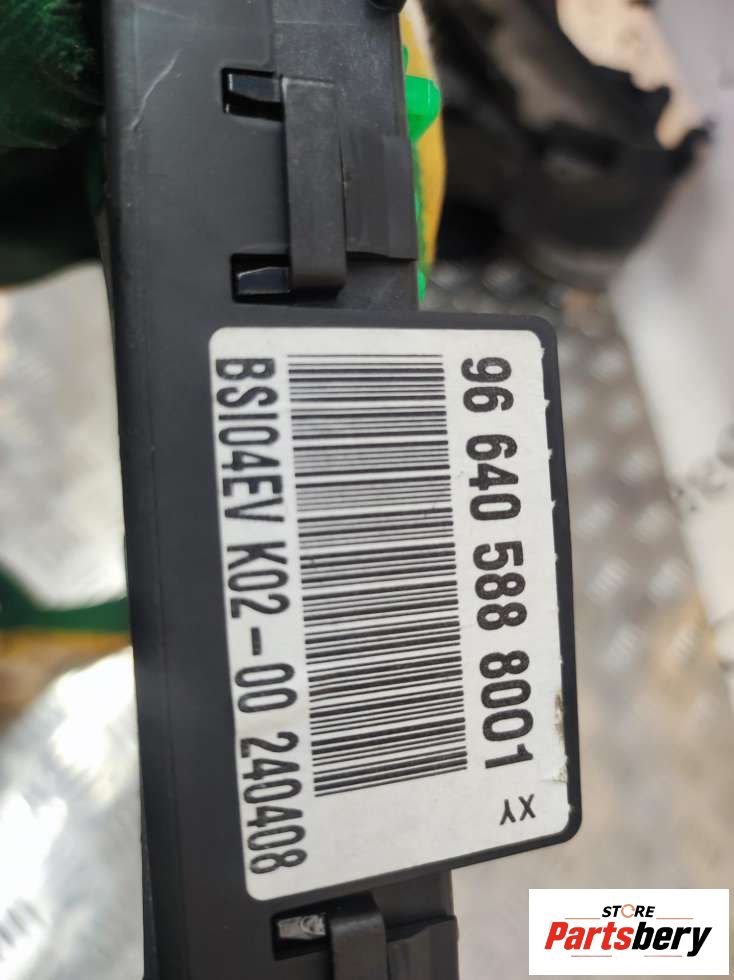 96 640 588 8001
XY
BSI04EV K02-00 240408
STORE
Partsbery